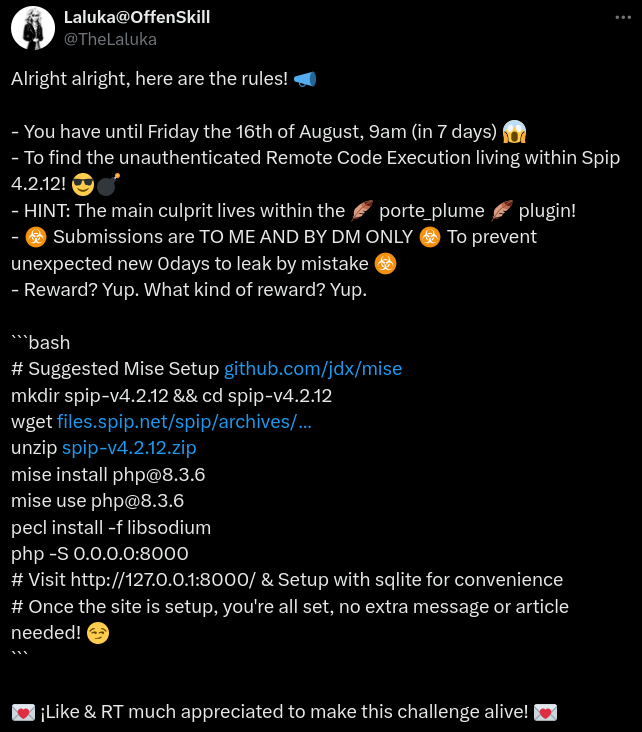 Laluka@OffenSkill
@TheLaluka
Alright alright, here are the rules! 📣
- You have until Friday the 16th of August, 9am (in 7 days) 😱
- To find the unauthenticated Remote Code Execution living within Spip
4.2.12! 😎💣
- HINT: The main culprit lives within the 🪶 porte_plume 🪶 plugin!
- ☣️ Submissions are TO ME AND BY DM ONLY ☣️ To prevent
unexpected new 0days to leak by mistake ☣️
- Reward? Yup. What kind of reward? Yup.
```bash
# Suggested Mise Setup github.com/jdx/mise
mkdir spip-v4.2.12 && cd spip-v4.2.12
wget files.spip.net/spip/archives/...
unzip spip-v4.2.12.zip
mise install php@8.3.6
mise use php@8.3.6
pecl install -f libsodium
php -S 0.0.0.0:8000
# Visit http://127.0.0.1:8000/ & Setup with sqlite for convenience
# Once the site is setup, you're all set, no extra message or article
needed! 😏
```
💌 ¡Like & RT much appreciated to make this challenge alive! 💌